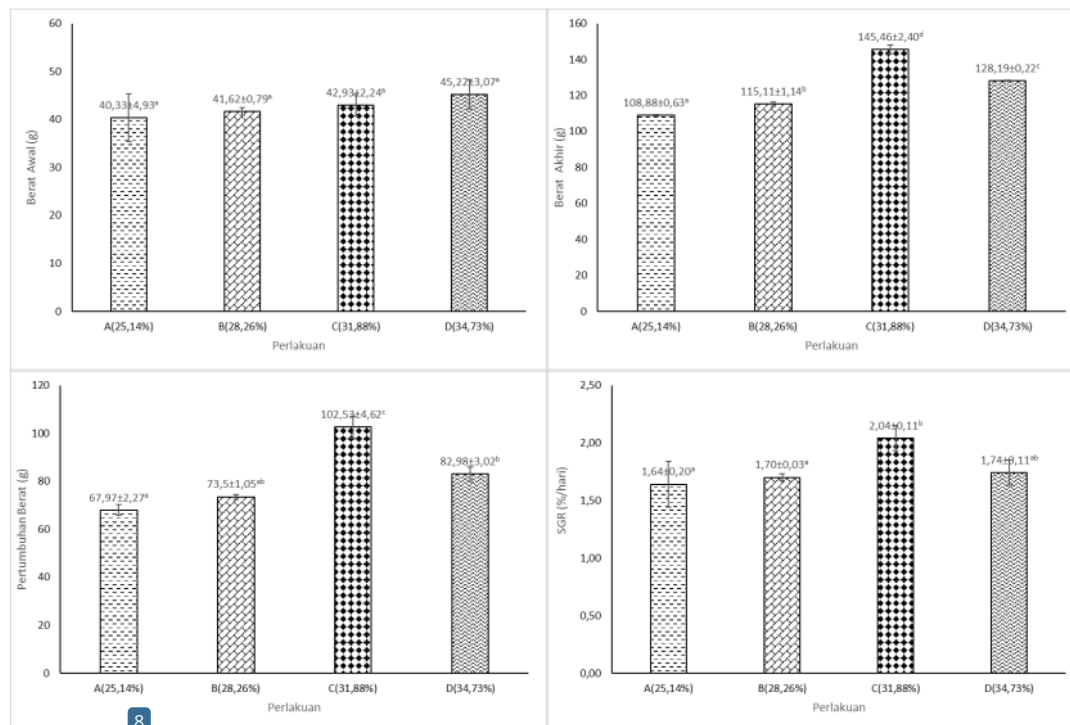 60
50
40
30
20
10
0
Berat Awal (g)
40,33±4,93ᵃ
41,62±0,79ᵃ
42,93±2,24ᵃ
45,22±3,07ᵃ
A(25,14%) B(28,26%) C(31,88%) D(34,73%)
Perlakuan
160
140
120
100
80
60
40
20
0
Berat Akhir (g)
108,88±0,63ᵃ
115,11±1,14ᵇ
145,46±2,40ᵈ
128,19±0,22ᶜ
A(25,14%) B(28,26%) C(31,88%) D(34,73%)
Perlakuan
120
100
80
60
40
20
0
Pertumbuhan Berat (g)
67,97±2,27ᵃ
73,5±1,05ᵃᵇ
102,53±4,62ᶜ
82,98±3,02ᵇ
A(25,14%) B(28,26%) C(31,88%) D(34,73%)
Perlakuan
2,50
2,00
1,50
1,00
0,50
0,00
SGR (%/hari)
1,64±0,20ᵃ
1,70±0,03ᵃ
2,04±0,11ᵇ
1,74±0,11ᵃᵇ
A(25,14%) B(28,26%) C(31,88%) D(34,73%)
Perlakuan
8